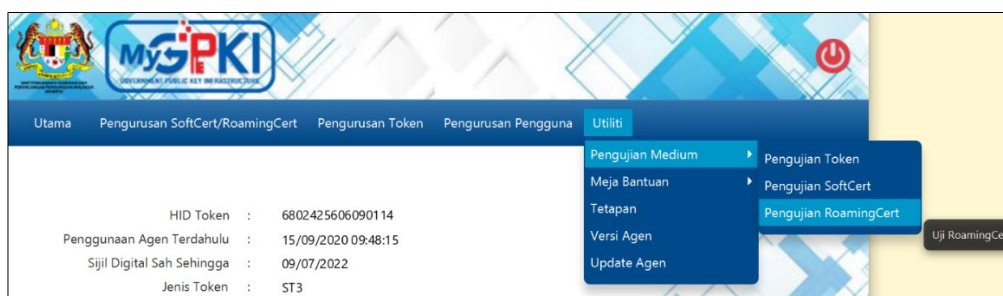 MyGPKI
GOVERNMENT PUBLIC KEY INFRASTRUCTURE
Utama Pengurusan SoftCert/RoamingCert Pengurusan Token Pengurusan Pengguna Utiliti
Pengujian Medium
Meja Bantuan
Tetapan
Versi Agen
Update Agen
Pengujian Token
Pengujian SoftCert
Pengujian RoamingCert
Uji RoamingCe
HID Token : 6802425606090114
Penggunaan Agen Terdahulu : 15/09/2020 09:48:15
Sijil Digital Sah Sehingga : 09/07/2022
Jenis Token : ST3